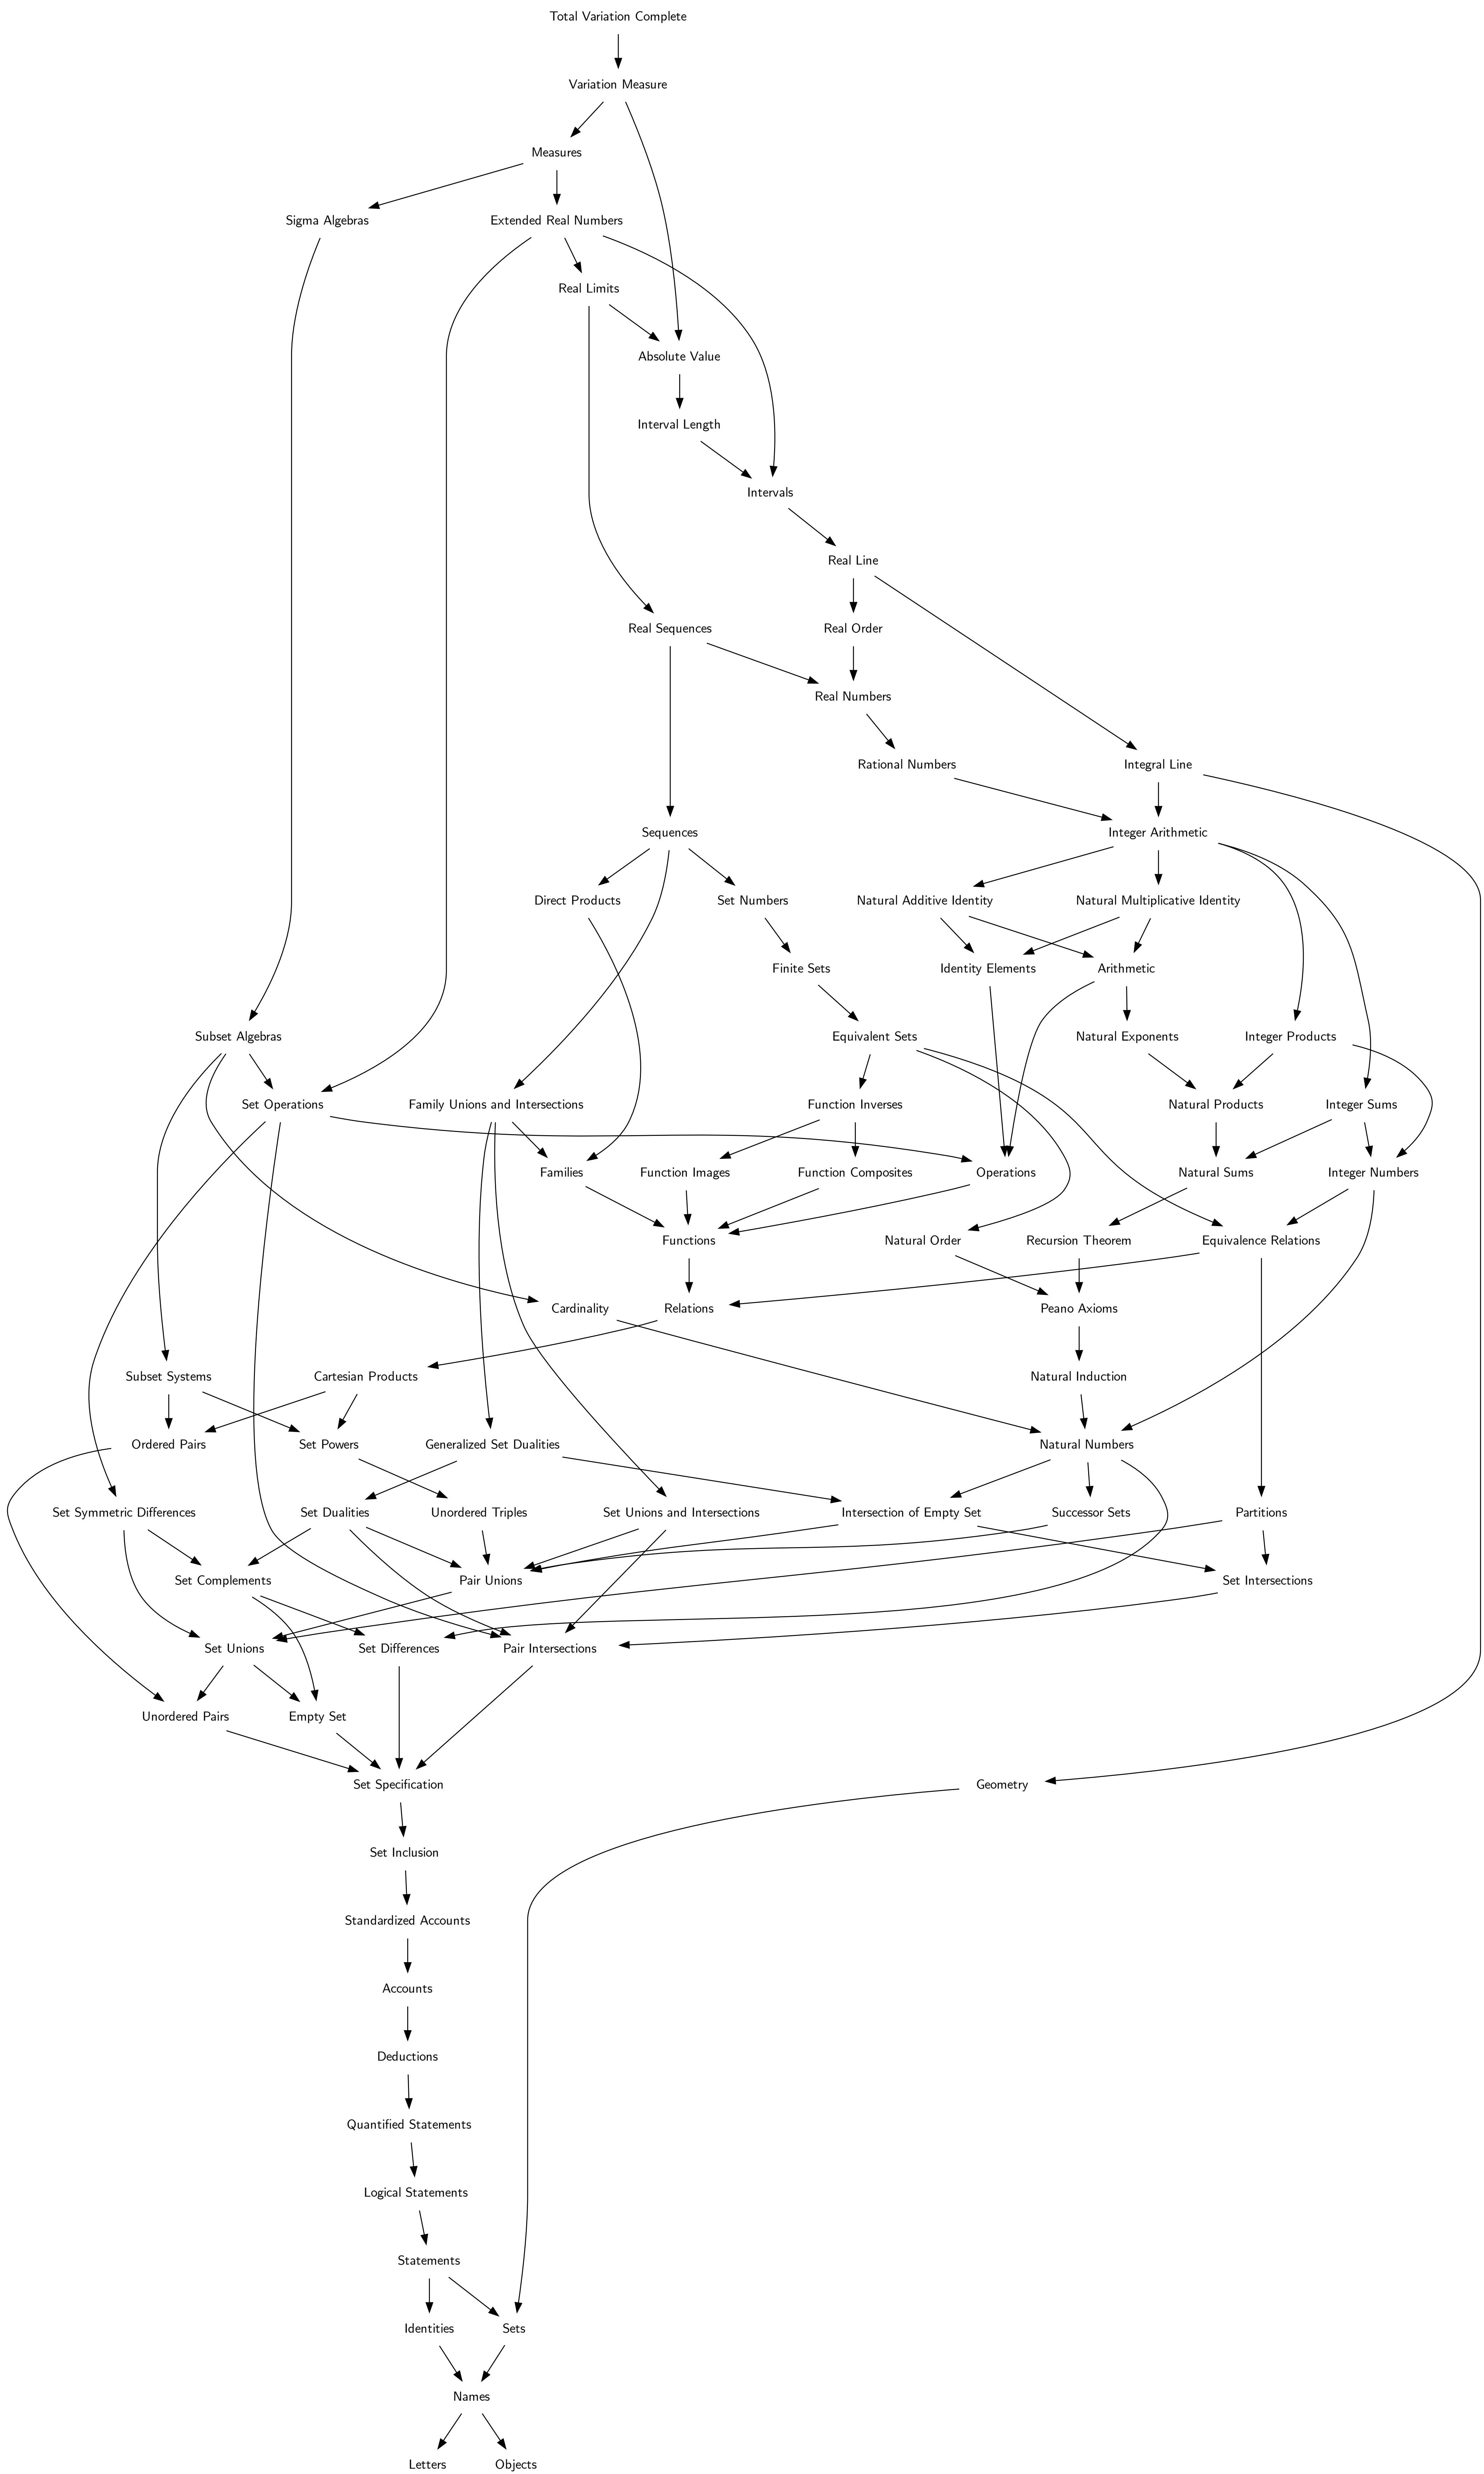 Total Variation Complete
Variation Measure
Measures
Sigma Algebras
Extended Real Numbers
Real Limits
Absolute Value
Interval Length
Intervals
Real Line
Real Sequences
Real Order
Real Numbers
Rational Numbers
Integral Line
Sequences
Integer Arithmetic
Direct Products
Set Numbers
Natural Additive Identity
Natural Multiplicative Identity
Finite Sets
Identity Elements
Arithmetic
Subset Algebras
Equivalent Sets
Natural Exponents
Integer Products
Set Operations
Family Unions and Intersections
Function Inverses
Natural Products
Integer Sums
Families
Function Images
Function Composites
Operations
Natural Sums
Integer Numbers
Functions
Natural Order
Recursion Theorem
Equivalence Relations
Cardinality
Relations
Peano Axioms
Subset Systems
Cartesian Products
Natural Induction
Ordered Pairs
Set Powers
Generalized Set Dualities
Natural Numbers
Set Symmetric Differences
Set Dualities
Unordered Triples
Set Unions and Intersections
Intersection of Empty Set
Successor Sets
Partitions
Set Complements
Pair Unions
Set Intersections
Set Unions
Set Differences
Pair Intersections
Unordered Pairs
Empty Set
Set Specification
Geometry
Set Inclusion
Standardized Accounts
Accounts
Deductions
Quantified Statements
Logical Statements
Statements
Identities
Sets
Names
Letters
Objects